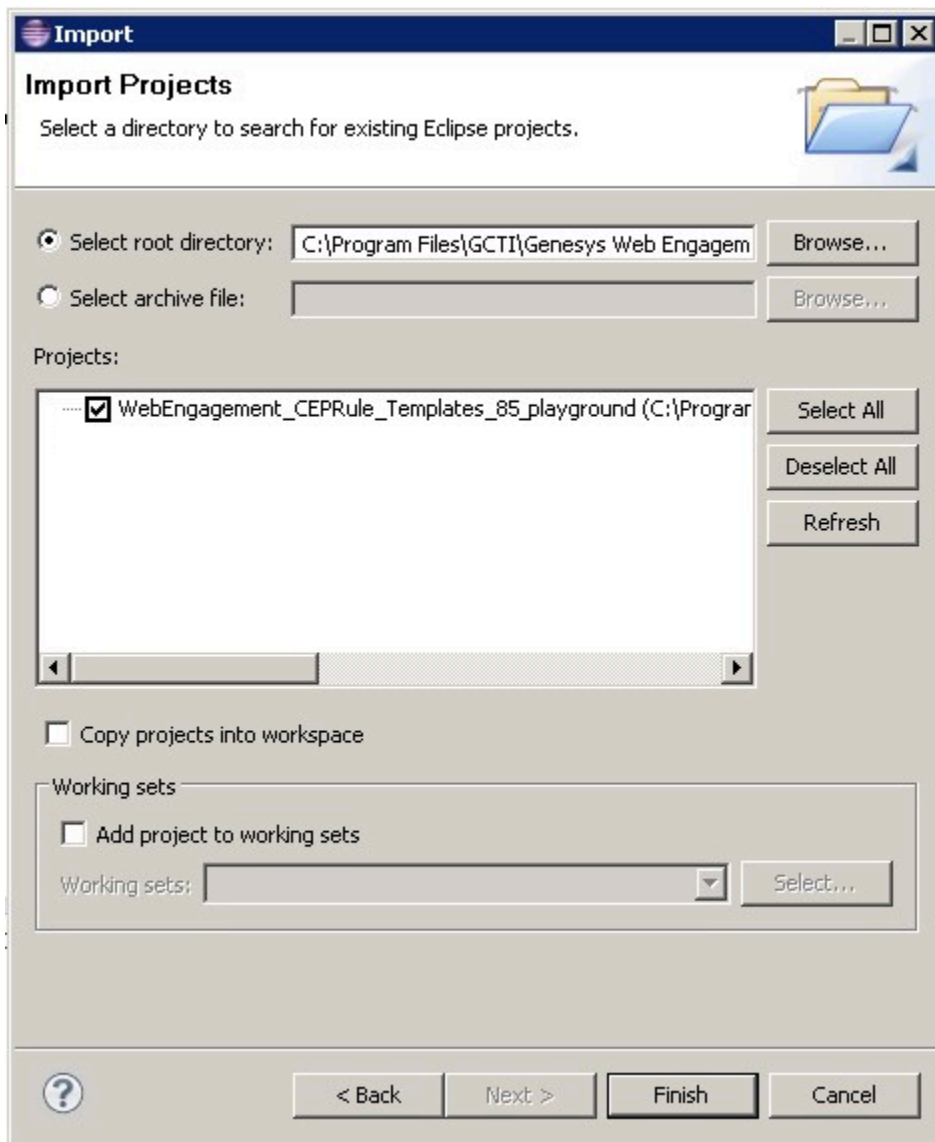 Import
Import Projects
Select a directory to search for existing Eclipse projects.
Select root directory: C:\Program Files\GCTI\Genesys Web Engagem Browse...
Select archive file: Browse...
Projects:
WebEngagement_CEPRule_Templates_85_playground (C:\Prograr Select All
Deselect All
Refresh
Copy projects into workspace
Working sets
Add project to working sets
Working sets: Select...
? < Back Next > Finish Cancel